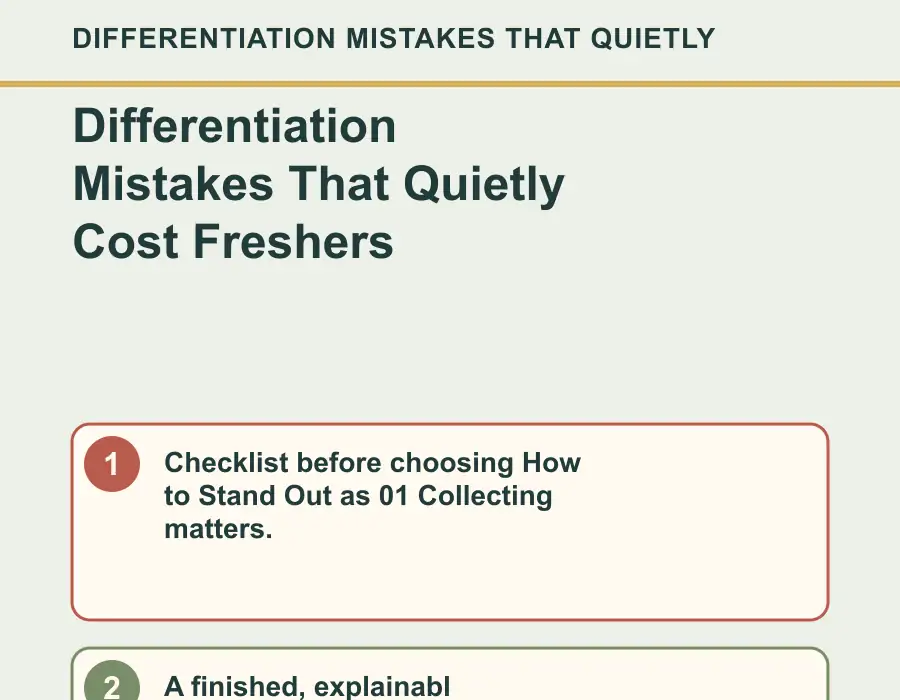 DIFFERENTIATION MISTAKES THAT QUIETLY
Differentiation
Mistakes That Quietly
Cost Freshers
1
Checklist before choosing How
to Stand Out as 01 Collecting
matters.
2
A finished, explainabl